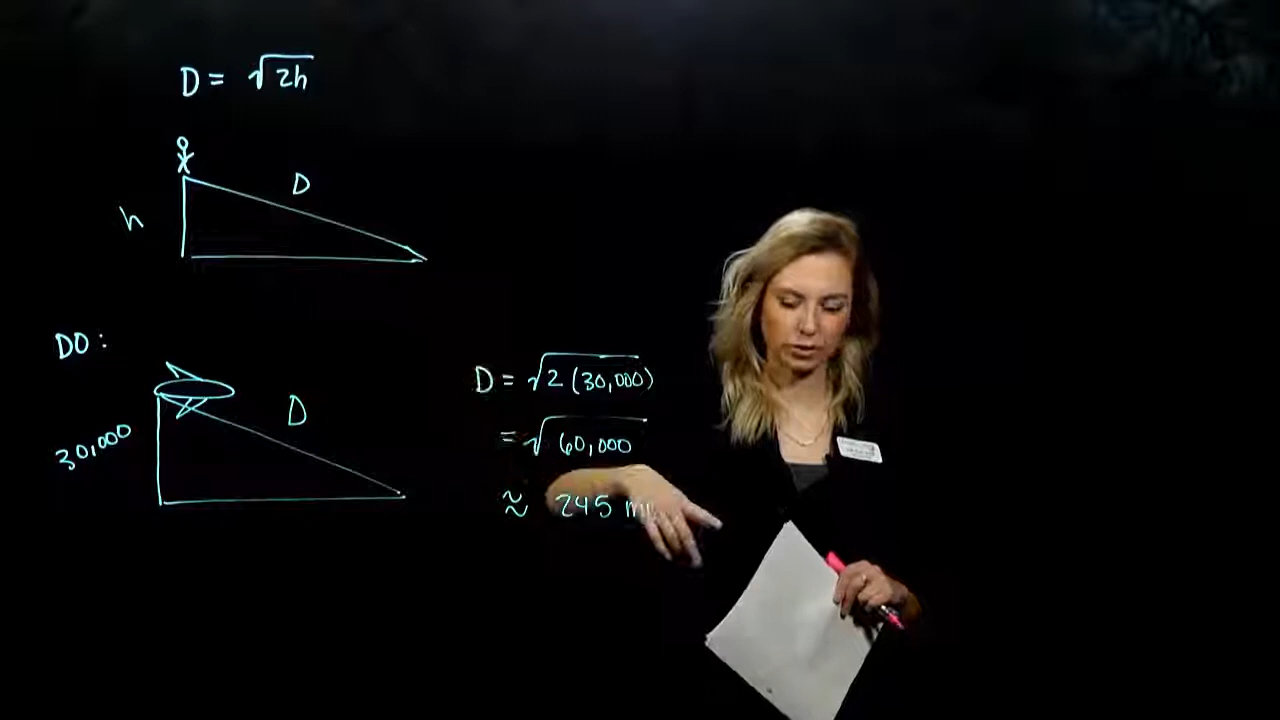 D = √2h
D
h
DO:
D
30,000
D = √2(30,000)
= √60,000
≈ 245